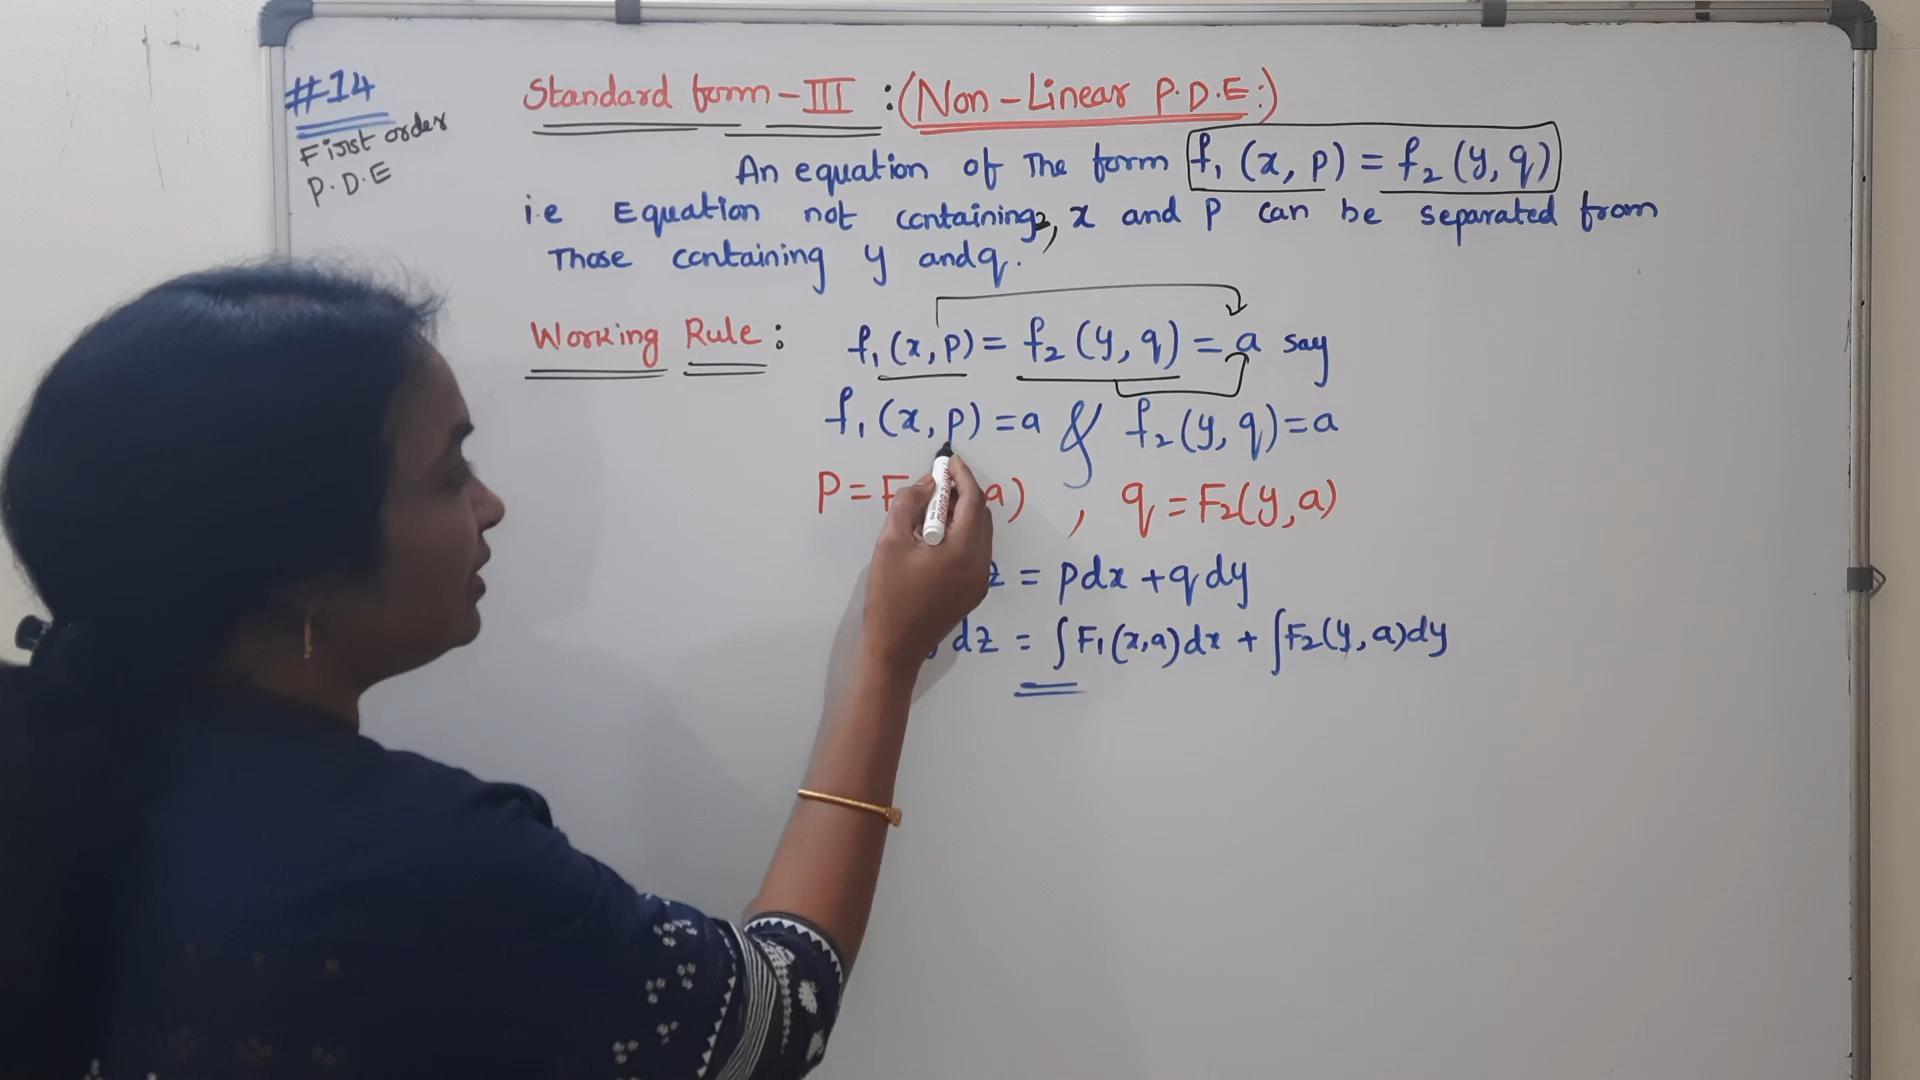 #14
First order
P.D.E
Standard form-III :(Non-Linear P.D.E:)
An equation of The form f₁ (x, p) = f₂ (y, q)
i.e Equation not containing z, x and p can be separated from
Those containing y and q.
Working Rule: f₁(x,p) = f₂ (y, q) = a say
f₁ (x, p) = a & f₂(y, q)=a
P = F a) , q = F₂(y,a)
z = pdx + q dy
dz = ∫F₁(x,a)dx + ∫F₂(y,a)dy